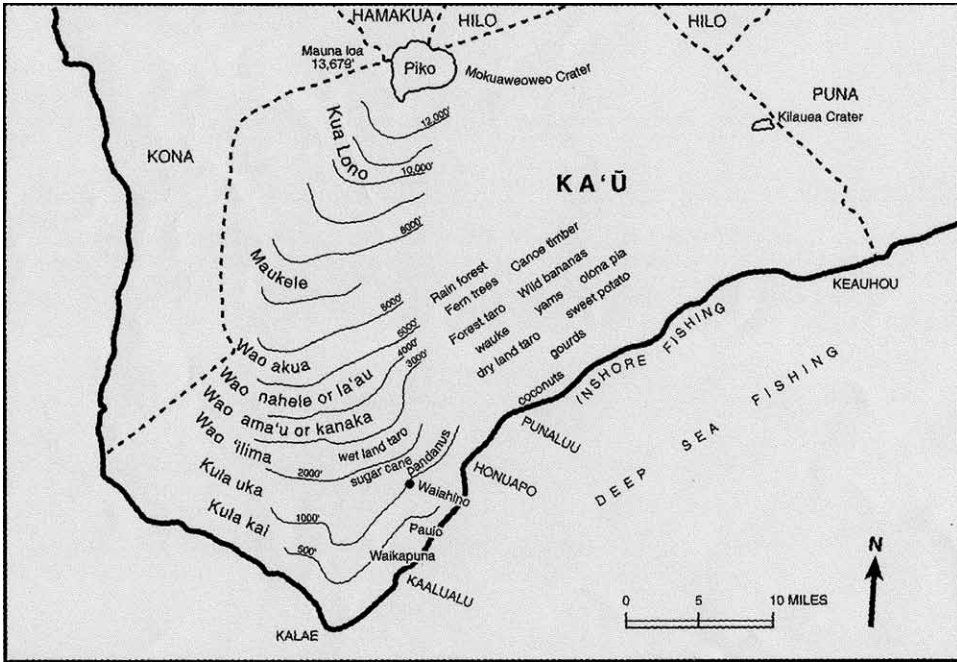 HAMAKUA
HILO
HILO
Mauna loa
13,679'
Piko
Mokuaweoweo Crater
PUNA
Kilauea Crater
KONA
Kua Lono
12,000'
10,000'
KA‘Ū
8000'
Maukele
Rain forest
Canoe timber
Fern trees
Wild bananas
Forest taro
yams
olona pia
wauke
sweet potato
dry land taro
gourds
coconuts
KEAUHOU
INSHORE FISHING
DEEP SEA FISHING
6000'
5000'
4000'
3000'
Wao akua
Wao nahele or la'au
Wao ama'u or kanaka
Wao ‘ilima
wet land taro
2000'
sugar cane
Pandanus
PUNALUU
HONUAPO
Kula uka
Waiahino
1000'
Kula kai
500'
Pauio
Waikapuna
KAALUALU
KALAE
N
0 5 10 MILES